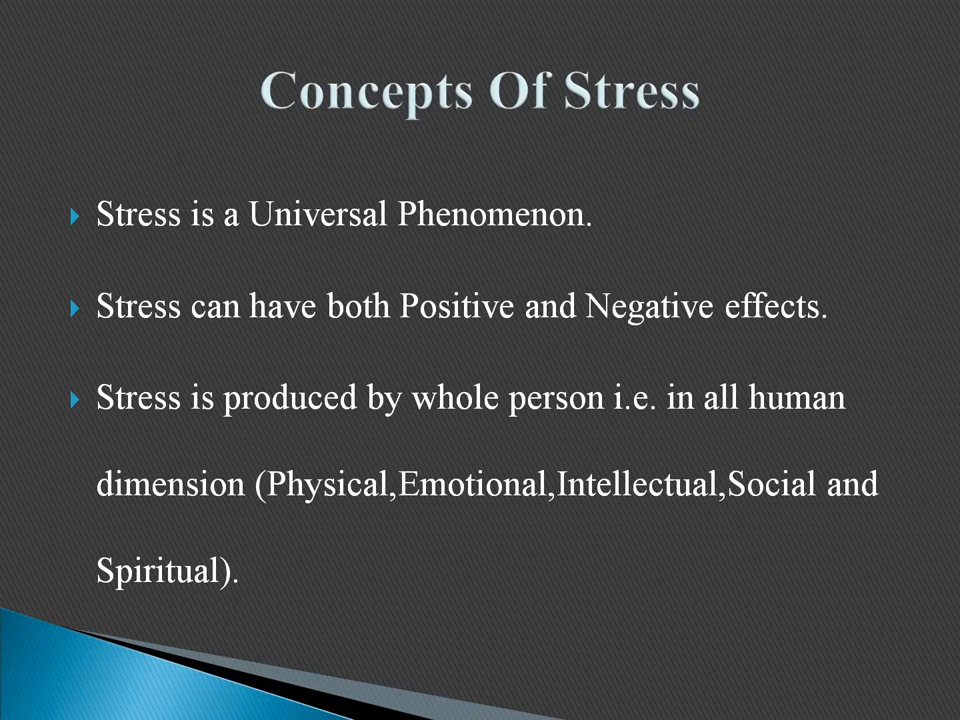 Concepts Of Stress
Stress is a Universal Phenomenon.
Stress can have both Positive and Negative effects.
Stress is produced by whole person i.e. in all human
dimension (Physical,Emotional,Intellectual,Social and
Spiritual).